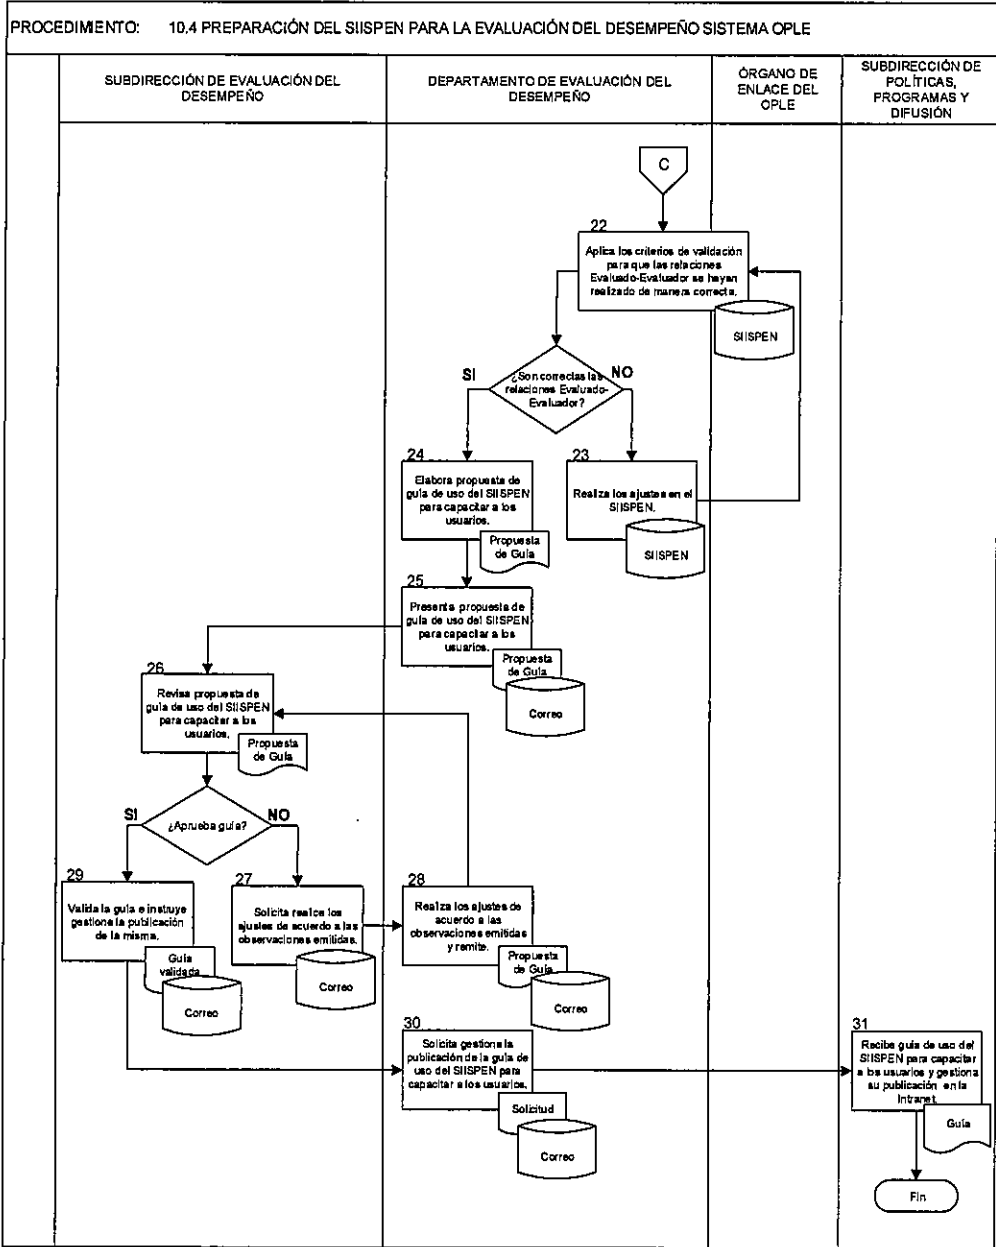 PROCEDIMIENTO: 10.4 PREPARACIÓN DEL SIISPEN PARA LA EVALUACIÓN DEL DESEMPEÑO SISTEMA OPLE
SUBDIRECCIÓN DE EVALUACIÓN DEL
DESEMPEÑO
DEPARTAMENTO DE EVALUACIÓN DEL
DESEMPEÑO
ÓRGANO DE
ENLACE DEL
OPLE
SUBDIRECCIÓN DE
POLÍTICAS,
PROGRAMAS Y
DIFUSIÓN
C
22
Aplica los criterios de validación
para que las relaciones
Evaluado-Evaluador se hayan
realizado de manera correcta.
SIISPEN
¿Son correctas las
relaciones Evaluado-
Evaluador?
SI
NO
24
Elabora propuesta de
guía de uso del SIISPEN
para capacitar a los
usuarios.
Propuesta
de Guía
23
Realiza los ajustes en el
SIISPEN.
SIISPEN
25
Presenta propuesta de
guía de uso del SIISPEN
para capacitar a los
usuarios.
Propuesta
de Guía
Correo
26
Revisa propuesta de
guía de uso del SIISPEN
para capacitar a los
usuarios.
Propuesta
de Guía
SI
¿Aprueba guía?
NO
29
Valida la guía e instruye
gestione la publicación
de la misma.
Guía
validada
Correo
27
Solicita realice los
ajustes de acuerdo a las
observaciones emitidas.
Correo
28
Realza los ajustes de
acuerdo a las
observaciones emitidas
y remite.
Propuesta
de Guía
Correo
30
Solicita gestione la
publicación de la guía de
uso del SIISPEN para
capacitar a los usuarios.
Solicitud
Correo
31
Recibe guía de uso del
SIISPEN para capacitar
a los usuarios y gestiona
su publicación en la
Intranet.
Guía
Fin